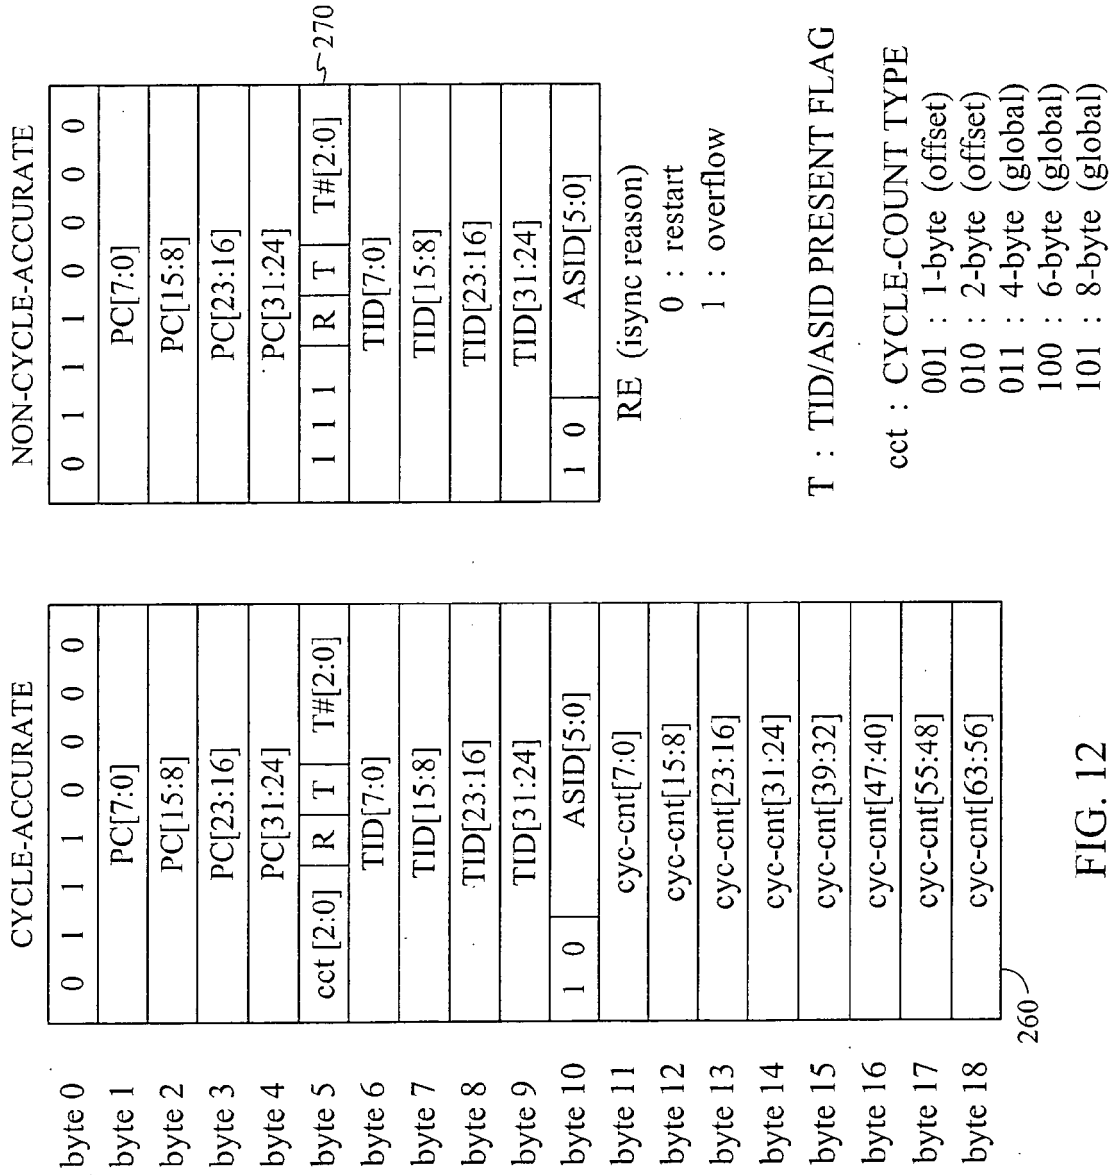 CYCLE-ACCURATE
NON-CYCLE-ACCURATE
byte 0
0 1 1 1 0 0 0 0
0 1 1 1 0 0 0 0
byte 1
PC[7:0]
PC[7:0]
byte 2
PC[15:8]
PC[15:8]
byte 3
PC[23:16]
PC[23:16]
byte 4
PC[31:24]
PC[31:24]
byte 5
cct [2:0] R T T#[2:0]
1 1 1 R T T#[2:0]
270
byte 6
TID[7:0]
TID[7:0]
byte 7
TID[15:8]
TID[15:8]
byte 8
TID[23:16]
TID[23:16]
byte 9
TID[31:24]
TID[31:24]
byte 10
1 0 ASID[5:0]
1 0 ASID[5:0]
byte 11
cyc-cnt[7:0]
byte 12
cyc-cnt[15:8]
byte 13
cyc-cnt[23:16]
byte 14
cyc-cnt[31:24]
byte 15
cyc-cnt[39:32]
byte 16
cyc-cnt[47:40]
byte 17
cyc-cnt[55:48]
byte 18
cyc-cnt[63:56]
260
RE (isync reason)
0 : restart
1 : overflow
T : TID/ASID PRESENT FLAG
cct : CYCLE-COUNT TYPE
001 : 1-byte (offset)
010 : 2-byte (offset)
011 : 4-byte (global)
100 : 6-byte (global)
101 : 8-byte (global)
FIG. 12